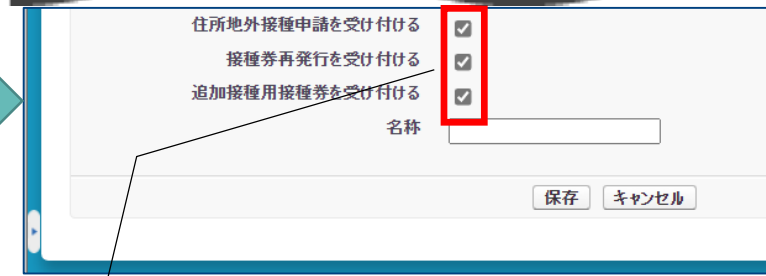 住所地外接種申請を受け付ける
接種券再発行を受け付ける
追加接種用接種券を受け付ける
名称
保存 キャンセル